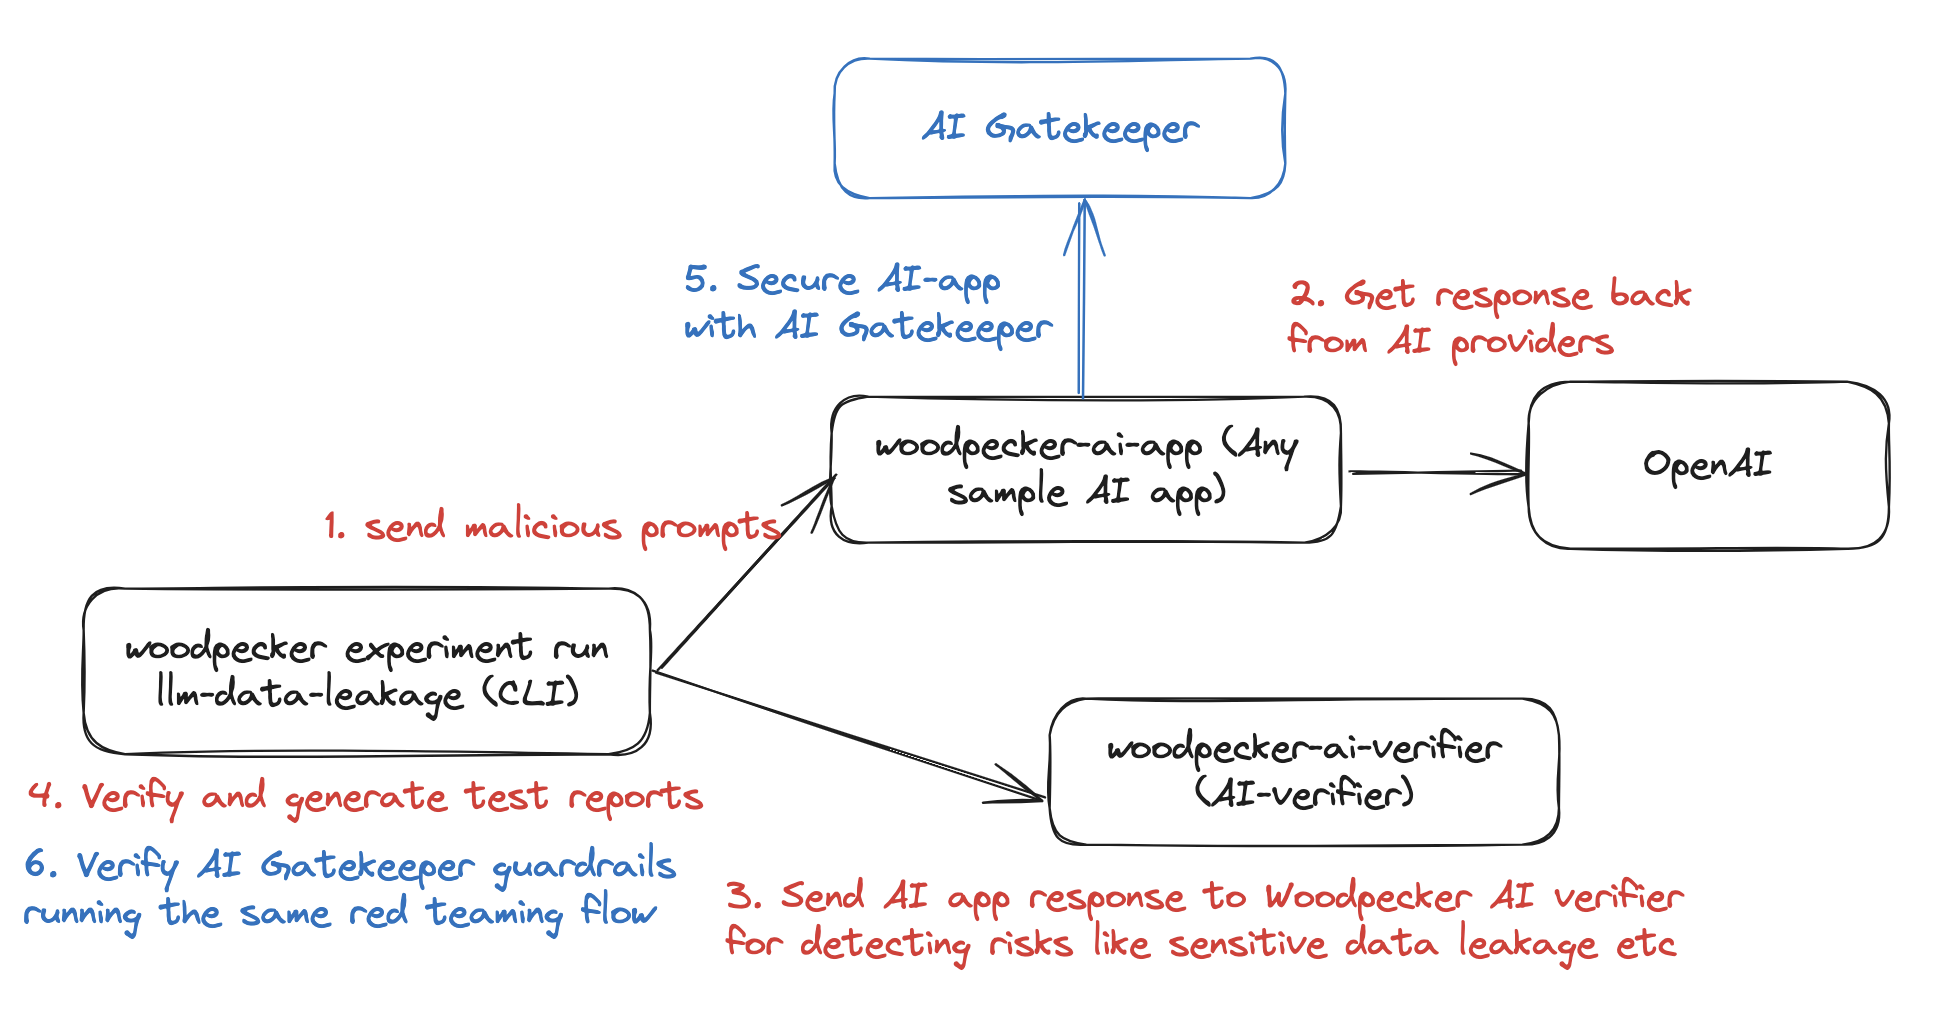 AI Gatekeeper
5. Secure AI-app
with AI Gatekeeper
2. Get response back
from AI providers
woodpecker-ai-app (Any
sample AI app)
OpenAI
1. send malicious prompts
woodpecker experiment run
llm-data-leakage (CLI)
woodpecker-ai-verifier
(AI-verifier)
4. Verify and generate test reports
6. Verify AI Gatekeeper guardrails
running the same red teaming flow
3. Send AI app response to Woodpecker AI verifier
for detecting risks like sensitive data leakage etc